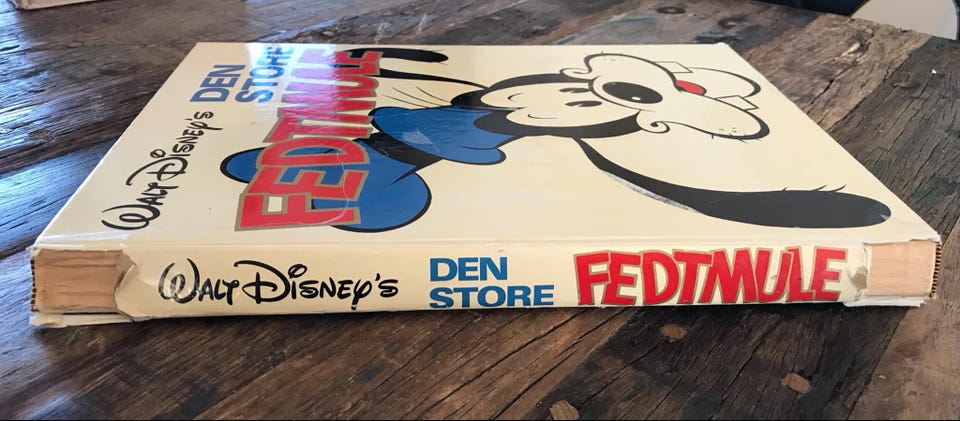 WALT DISNEY'S
DEN
STORE
FEDTMULE
WALT DISNEY'S
DEN
STORE
FEDTMULE